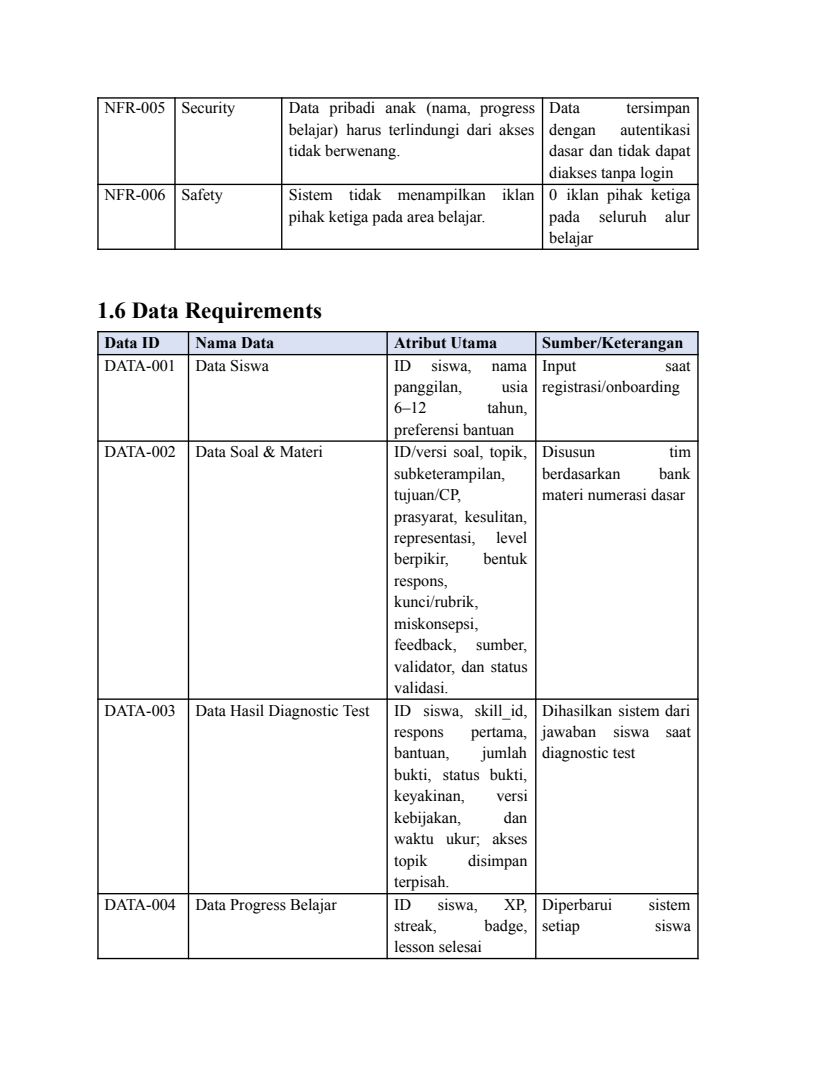 NFR-005 Security Data pribadi anak (nama, progress Data tersimpan
belajar) harus terlindungi dari akses dengan autentikasi
tidak berwenang. dasar dan tidak dapat
diakses tanpa login
NFR-006 Safety Sistem tidak menampilkan iklan 0 iklan pihak ketiga
pihak ketiga pada area belajar. pada seluruh alur
belajar
1.6 Data Requirements
Data ID Nama Data Atribut Utama Sumber/Keterangan
DATA-001 Data Siswa ID siswa, nama Input saat
panggilan, usia registrasi/onboarding
6–12 tahun,
preferensi bantuan
DATA-002 Data Soal & Materi ID/versi soal, topik, Disusun tim
subketerampilan, berdasarkan bank
tujuan/CP, materi numerasi dasar
prasyarat, kesulitan,
representasi, level
berpikir, bentuk
respons,
kunci/rubrik,
miskonsepsi,
feedback, sumber,
validator, dan status
validasi.
DATA-003 Data Hasil Diagnostic Test ID siswa, skill_id, Dihasilkan sistem dari
respons pertama, jawaban siswa saat
bantuan, jumlah diagnostic test
bukti, status bukti,
keyakinan, versi
kebijakan, dan
waktu ukur; akses
topik disimpan
terpisah.
DATA-004 Data Progress Belajar ID siswa, XP, Diperbarui sistem
streak, badge, setiap siswa
lesson selesai